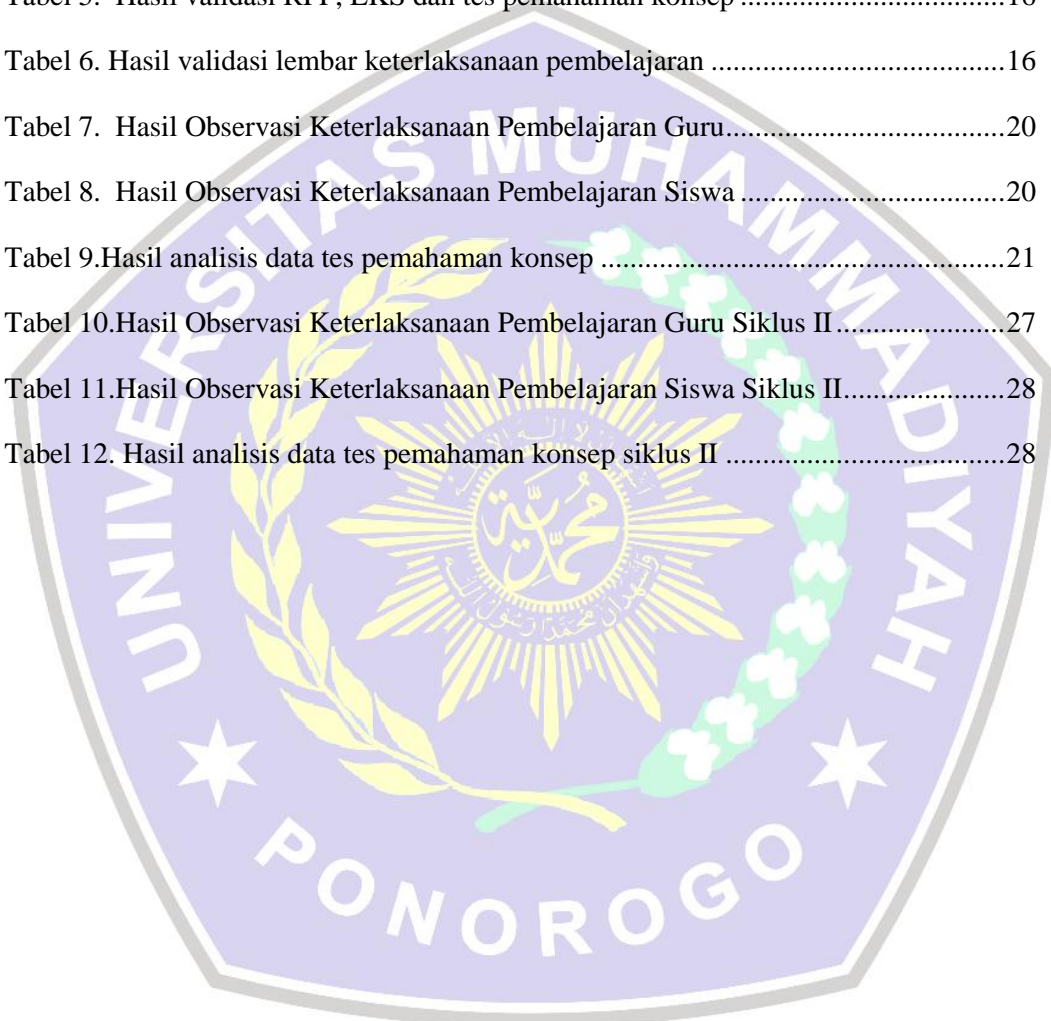 Tabel 6. Hasil validasi lembar keterlaksanaan pembelajaran ........................................16
Tabel 7.  Hasil Observasi Keterlaksanaan Pembelajaran Guru......................................20
Tabel 8.  Hasil Observasi Keterlaksanaan Pembelajaran Siswa ....................................20
Tabel 9.Hasil analisis data tes pemahaman konsep .......................................................21
Tabel 10.Hasil Observasi Keterlaksanaan Pembelajaran Guru Siklus II .......................27
Tabel 11.Hasil Observasi Keterlaksanaan Pembelajaran Siswa Siklus II......................28
Tabel 12. Hasil analisis data tes pemahaman konsep siklus II ......................................28
UNIVERSITAS MUHAMMADIYAH
PONOROGO